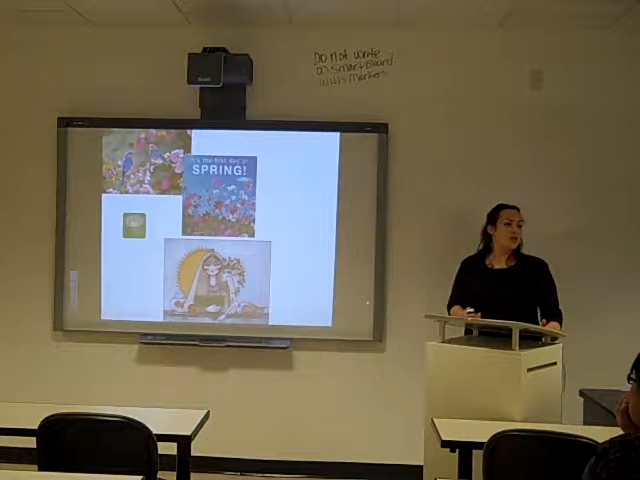 Do not write
on SmartBoard
with markers
It's the first day of
SPRING!